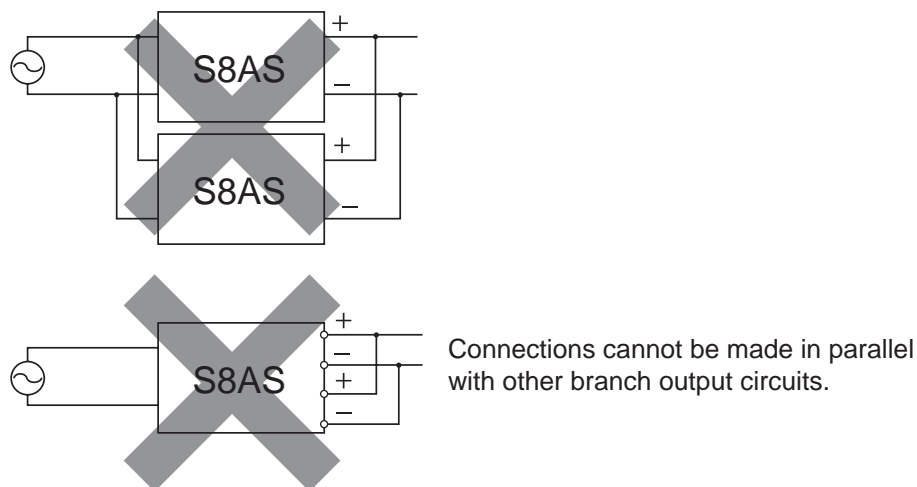 +
S8AS
−
+
S8AS
−
+
−
S8AS
+
−
Connections cannot be made in parallel
with other branch output circuits.